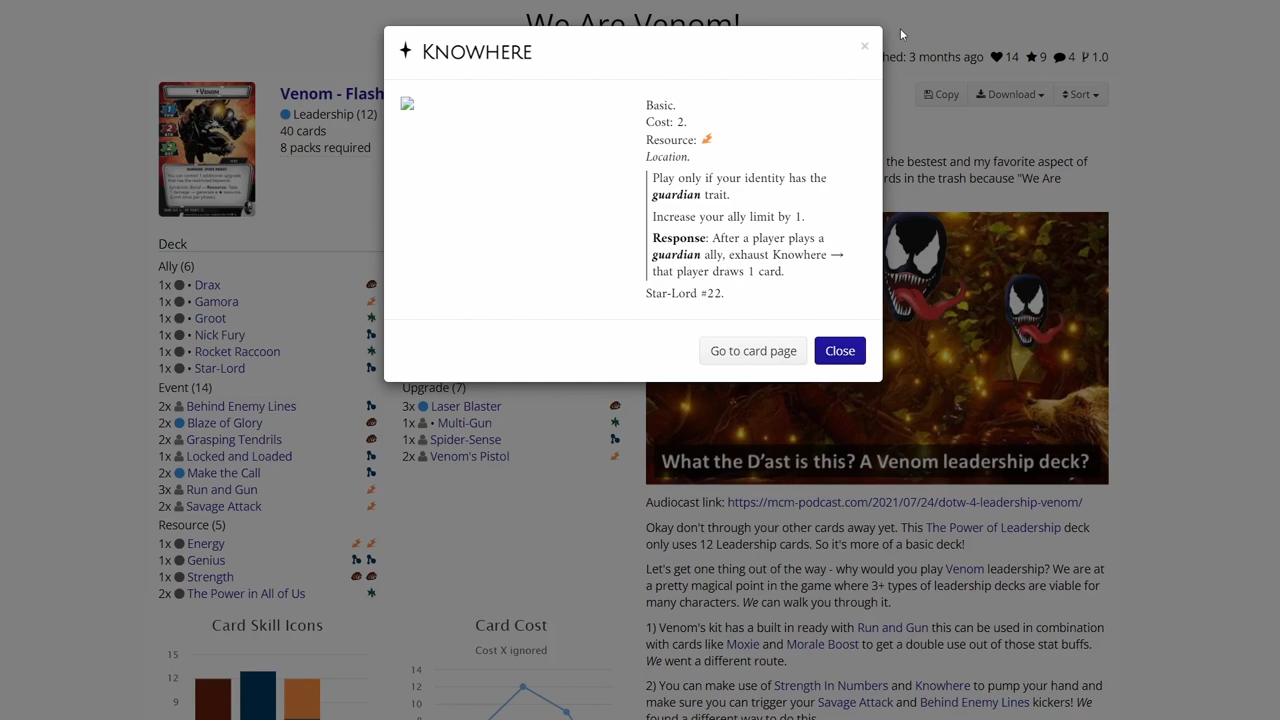 We Are Venom!
Knowhere
×
hed: 3 months ago 14 9 4 1.0
Venom - Flash
Leadership (12)
40 cards
8 packs required
Copy
Download
Sort
Basic.
Cost: 2.
Resource:
Location.
Play only if your identity has the
guardian trait.
Increase your ally limit by 1.
Response: After a player plays a
guardian ally, exhaust Knowhere →
that player draws 1 card.
Star-Lord #22.
Go to card page
Close
the bestest and my favorite aspect of
rds in the trash because "We Are
Deck
Ally (6)
1x • Drax
1x • Gamora
1x • Groot
1x • Nick Fury
1x • Rocket Raccoon
1x • Star-Lord
Event (14)
2x Behind Enemy Lines
2x Blaze of Glory
2x Grasping Tendrils
1x Locked and Loaded
2x Make the Call
3x Run and Gun
2x Savage Attack
Resource (5)
1x Energy
1x Genius
1x Strength
2x The Power in All of Us
Upgrade (7)
3x Laser Blaster
1x • Multi-Gun
1x Spider-Sense
2x Venom's Pistol
What the D'ast is this? A Venom leadership deck?
Audiocast link: https://mcm-podcast.com/2021/07/24/dotw-4-leadership-venom/
Okay don't through your other cards away yet. This The Power of Leadership deck
only uses 12 Leadership cards. So it's more of a basic deck!
Let's get one thing out of the way - why would you play Venom leadership? We are at
a pretty magical point in the game where 3+ types of leadership decks are viable for
many characters. We can walk you through it.
1) Venom's kit has a built in ready with Run and Gun this can be used in combination
with cards like Moxie and Morale Boost to get a double use out of those stat buffs.
We went a different route.
2) You can make use of Strength In Numbers and Knowhere to pump your hand and
make sure you can trigger your Savage Attack and Behind Enemy Lines kickers! We
found a different way to do this.
Card Skill Icons
15
12
9
Card Cost
Cost X ignored
14
12
10